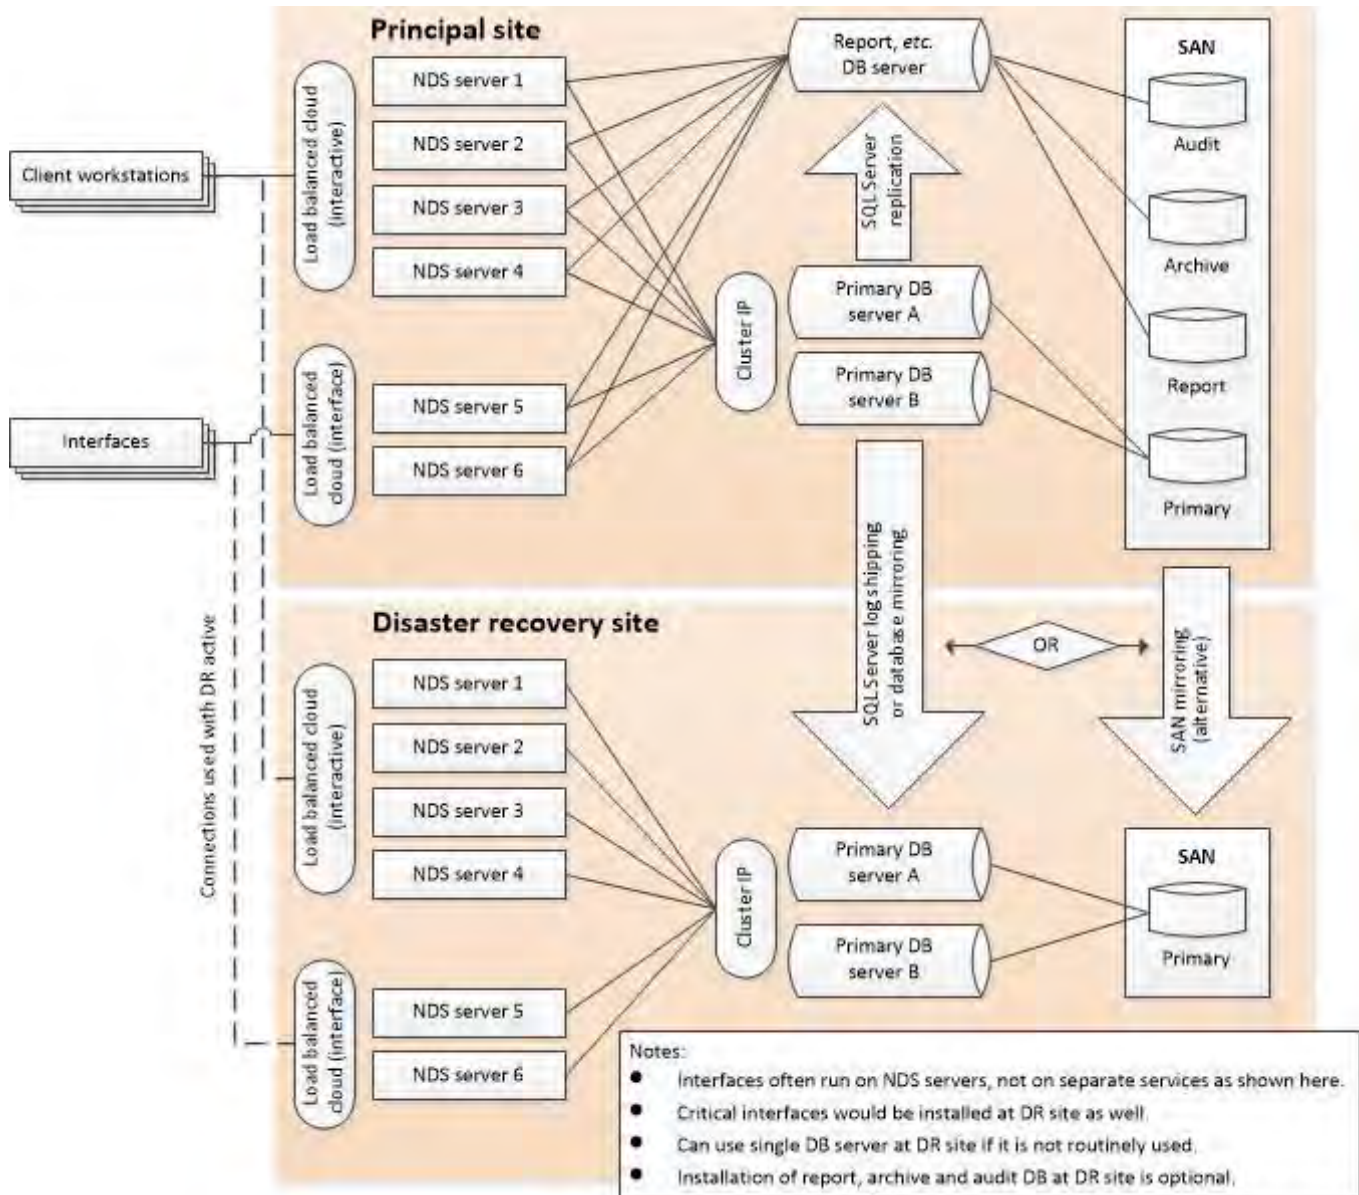 Principal site
Load balanced cloud
(interactive)
NDS server 1
NDS server 2
NDS server 3
NDS server 4
Client workstations
Load balanced
cloud (interface)
NDS server 5
NDS server 6
Interfaces
Report, etc.
DB server
SQL Server
replication
Cluster IP
Primary DB
server A
Primary DB
server B
SAN
Audit
Archive
Report
Primary
SQL Server log shipping
or database mirroring
OR
SAN mirroring
(alternative)
Connections used with DR active
Disaster recovery site
Load balanced cloud
(interactive)
NDS server 1
NDS server 2
NDS server 3
NDS server 4
Load balanced
cloud (interface)
NDS server 5
NDS server 6
Cluster IP
Primary DB
server A
Primary DB
server B
SAN
Primary
Notes:
● Interfaces often run on NDS servers, not on separate services as shown here.
● Critical interfaces would be installed at DR site as well.
● Can use single DB server at DR site if it is not routinely used.
● Installation of report, archive and audit DB at DR site is optional.